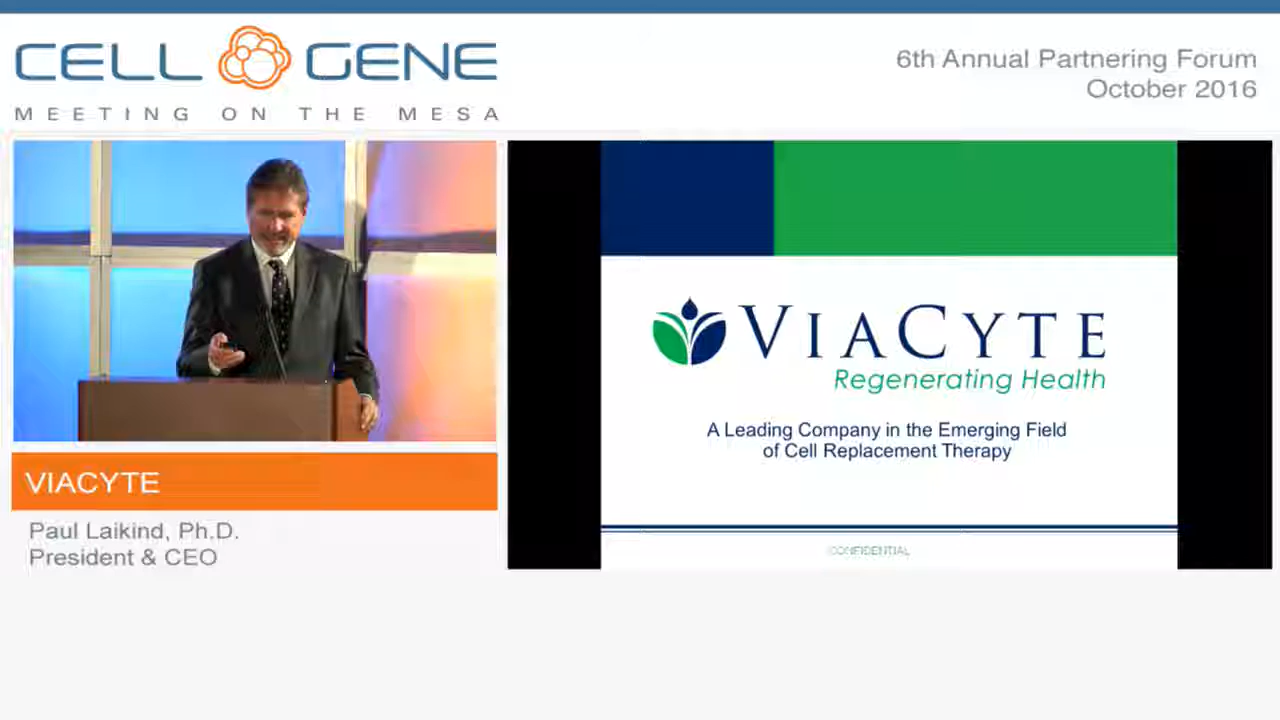 CELL GENE
MEETING ON THE MESA
6th Annual Partnering Forum
October 2016
VIACYTE
Regenerating Health
A Leading Company in the Emerging Field
of Cell Replacement Therapy
CONFIDENTIAL
VIACYTE
Paul Laikind, Ph.D.
President & CEO